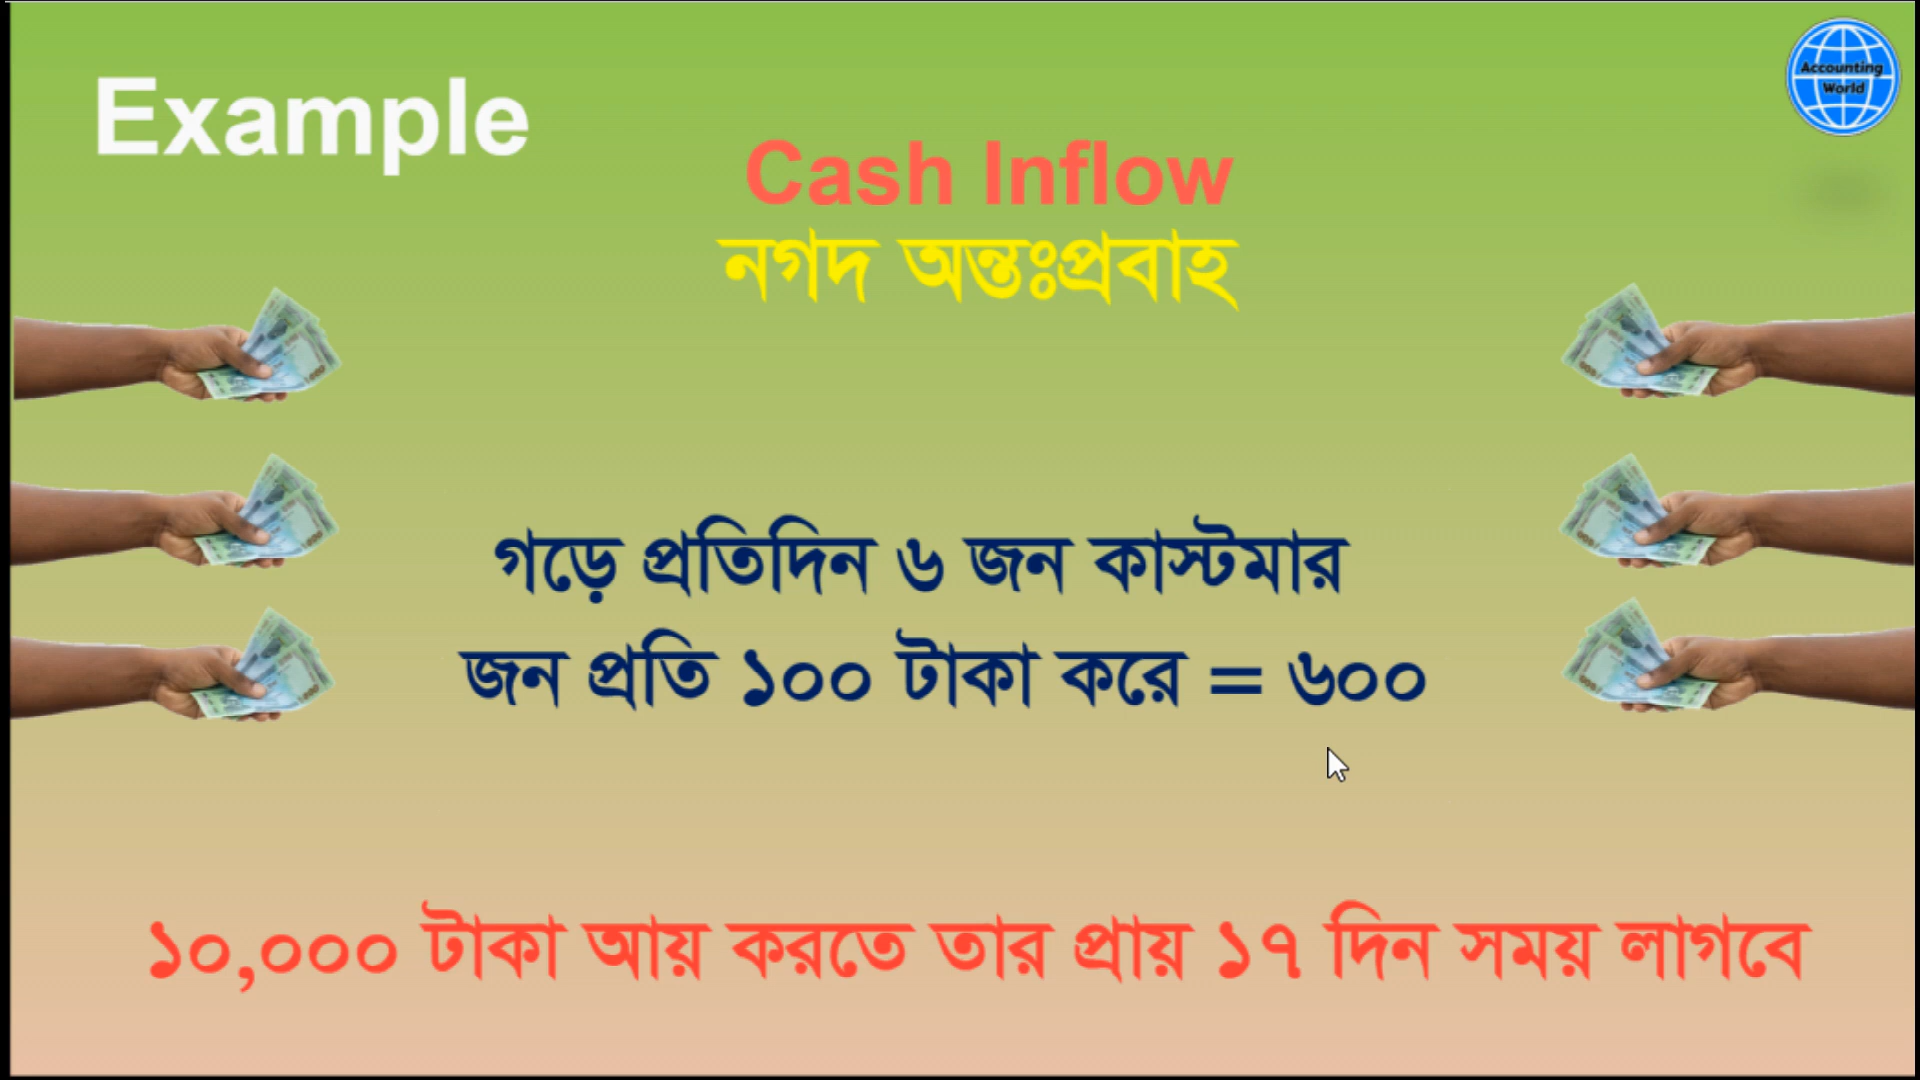 Accounting
World
Example
Cash Inflow
নগদ অন্তঃপ্রবাহ
গড়ে প্রতিদিন ৬ জন কাস্টমার
জন প্রতি ১০০ টাকা করে = ৬০০
১০,০০০ টাকা আয় করতে তার প্রায় ১৭ দিন সময় লাগবে